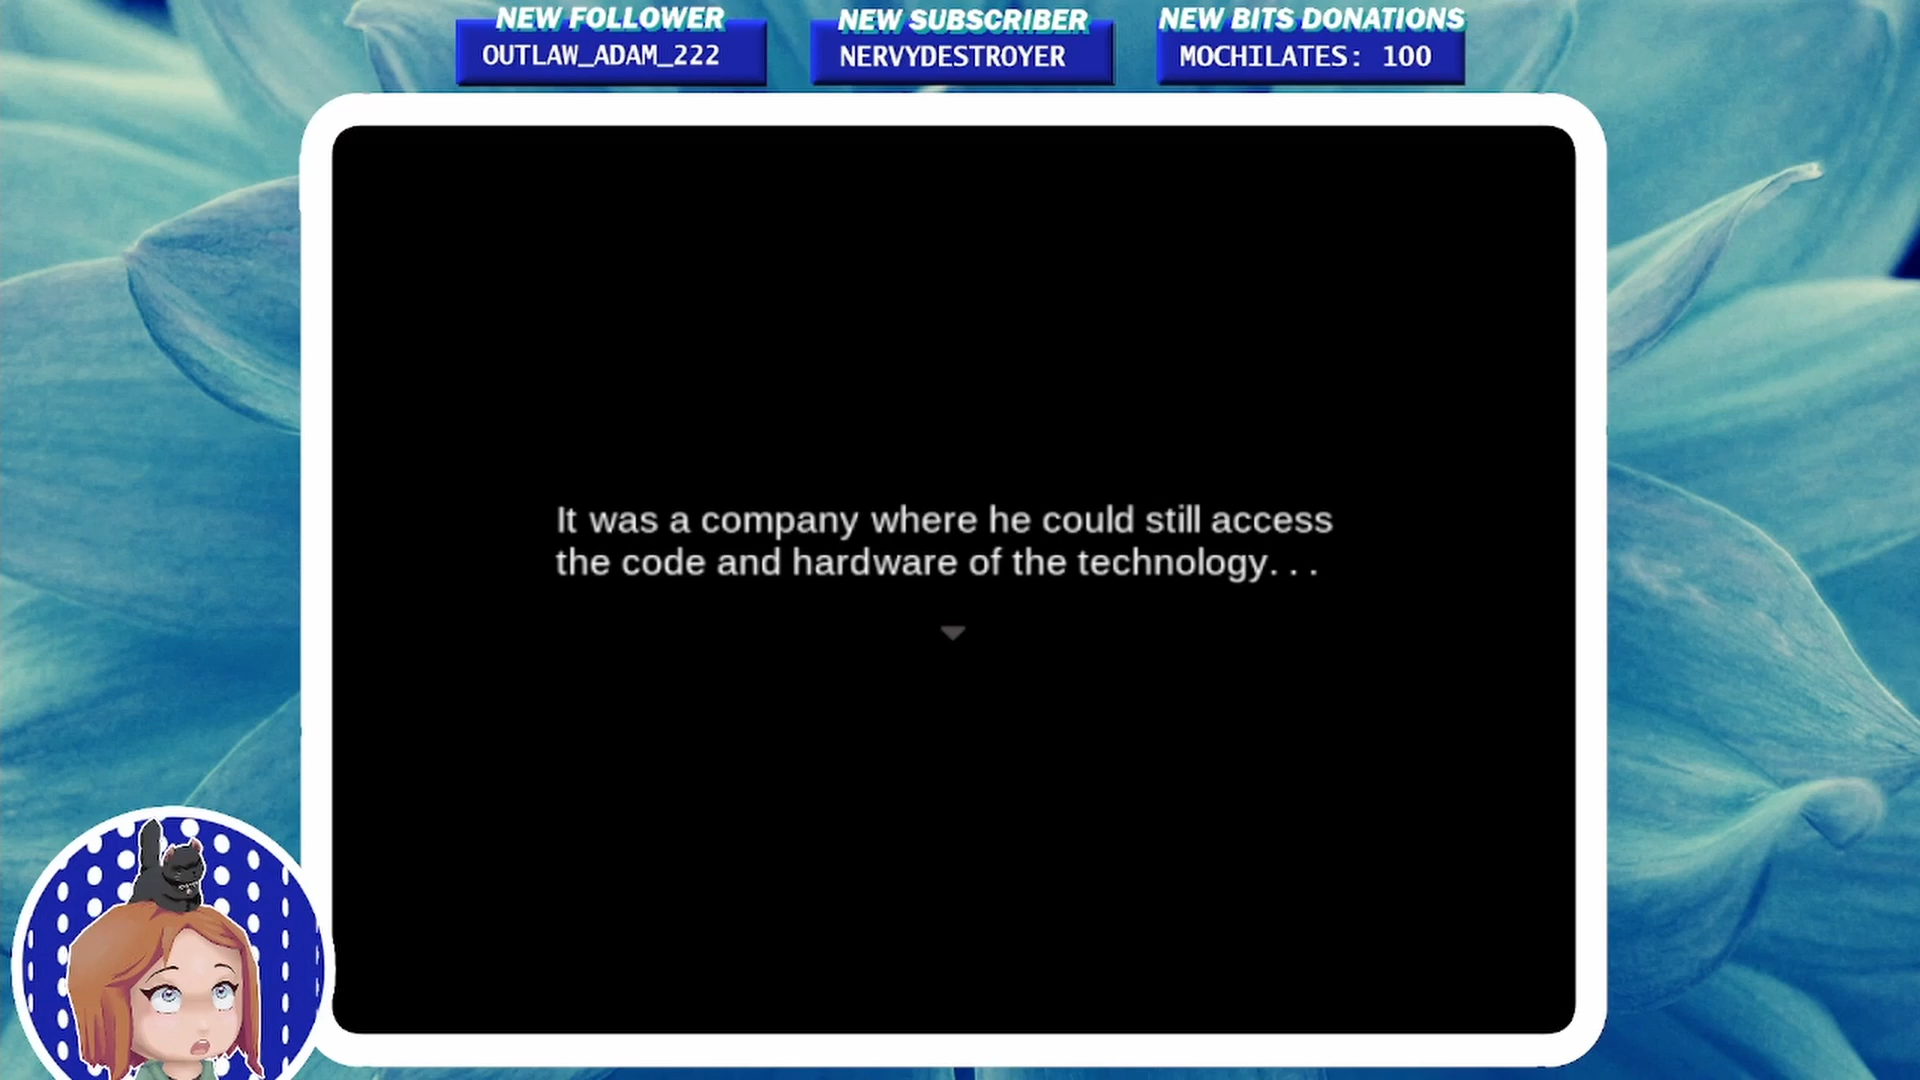 NEW FOLLOWER
OUTLAW_ADAM_222
NEW SUBSCRIBER
NERVYDESTROYER
NEW BITS DONATIONS
MOCHILATES: 100
It was a company where he could still access
the code and hardware of the technology...